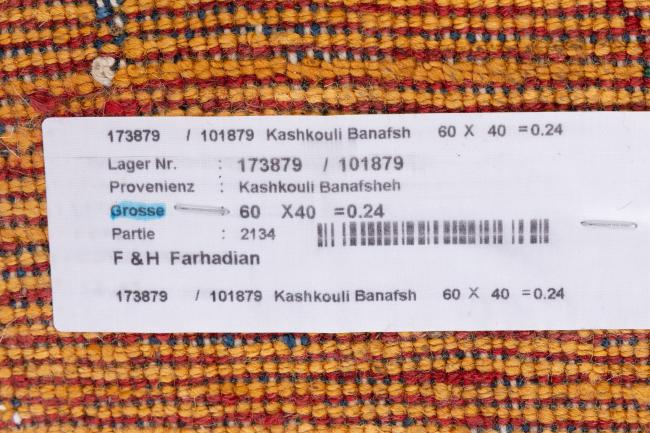 173879 / 101879 Kashkouli Banafsh 60 X 40 =0.24
Lager Nr. : 173879 / 101879
Provenienz : Kashkouli Banafsheh
Grosse 60 X40 =0.24
Partie : 2134
F &H Farhadian
173879 / 101879 Kashkouli Banafsh 60 X 40 =0.24